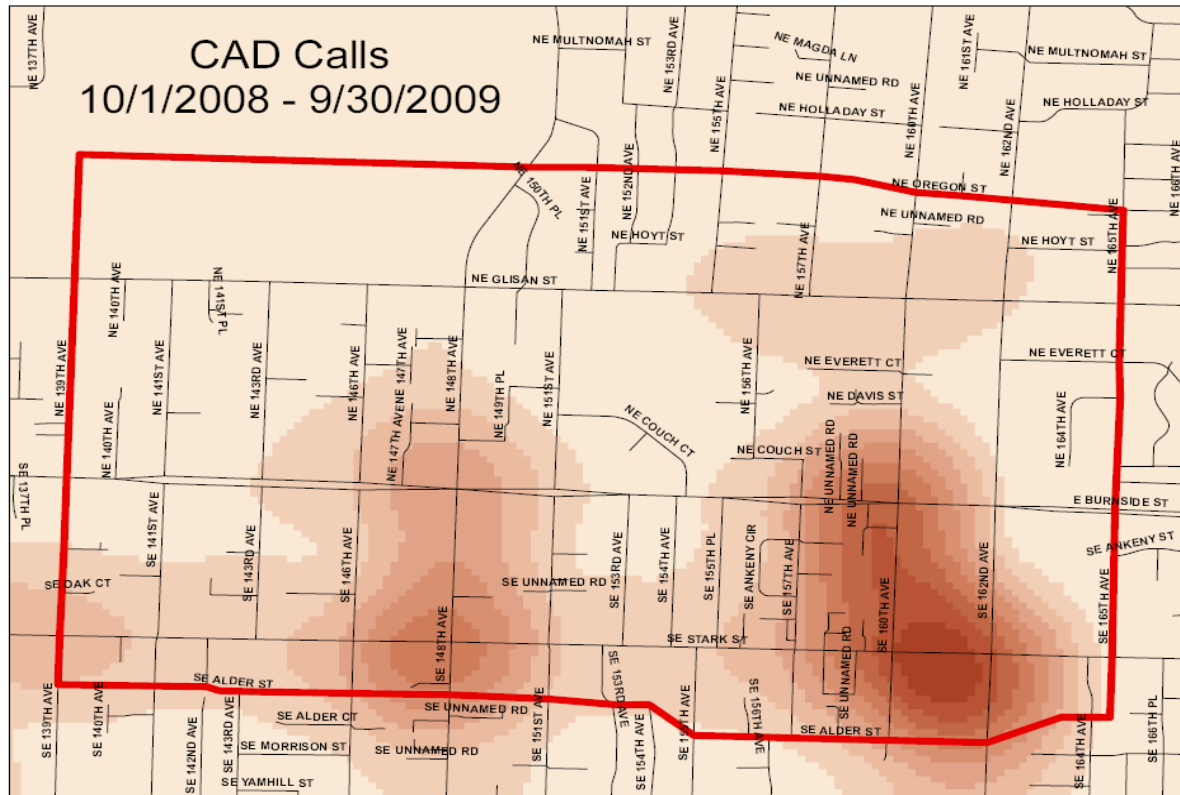 CAD Calls
10/1/2008 - 9/30/2009
NE 137TH AVE
NE MULTNOMAH ST
NE 153RD AVE
NE 155TH AVE
NE MAGDA LN
NE UNNAMED RD
NE HOLLADAY ST
NE 160TH AVE
NE 161ST AVE
NE MULTNOMAH ST
NE HOLLADAY ST
NE 162ND AVE
NE 166TH AVE
NE 150TH PL
NE 151ST AVE
NE 152ND AVE
NE OREGON ST
NE UNNAMED RD
NE HOYT ST
NE HOYT ST
NE 165TH AVE
NE 157TH AVE
NE GLISAN ST
NE 140TH AVE
NE 141ST PL
NE 139TH AVE
NE 141ST AVE
NE 143RD AVE
NE 146TH AVE
NE 147TH AVE
NE 147TH AVE
NE 148TH AVE
NE 149TH PL
NE 151ST AVE
NE 156TH AVE
NE EVERETT CT
NE EVERETT CT
NE DAVIS ST
NE 140TH AVE
NE COUCH CT
NE COUCH ST
NE UNNAMED RD
NE UNNAMED RD
NE 164TH AVE
E BURNSIDE ST
SE 137TH PL
SE 141ST AVE
SE 143RD AVE
SE 146TH AVE
SE OAK CT
SE UNNAMED RD
SE 153RD AVE
SE 154TH AVE
SE 155TH PL
SE ANKENY CIR
SE 157TH AVE
SE 160TH AVE
SE 162ND AVE
SE ANKENY ST
SE 165TH AVE
SE 148TH AVE
SE STARK ST
SE UNNAMED RD
SE ALDER ST
SE 139TH AVE
SE 140TH AVE
SE 142ND AVE
SE 143RD AVE
SE ALDER CT
SE MORRISON ST
SE YAMHILL ST
SE UNNAMED RD
SE UNNAMED RD
SE 151ST AVE
SE 153RD AVE
SE 154TH AVE
SE 156TH AVE
SE ALDER ST
SE 164TH AVE
SE 166TH PL